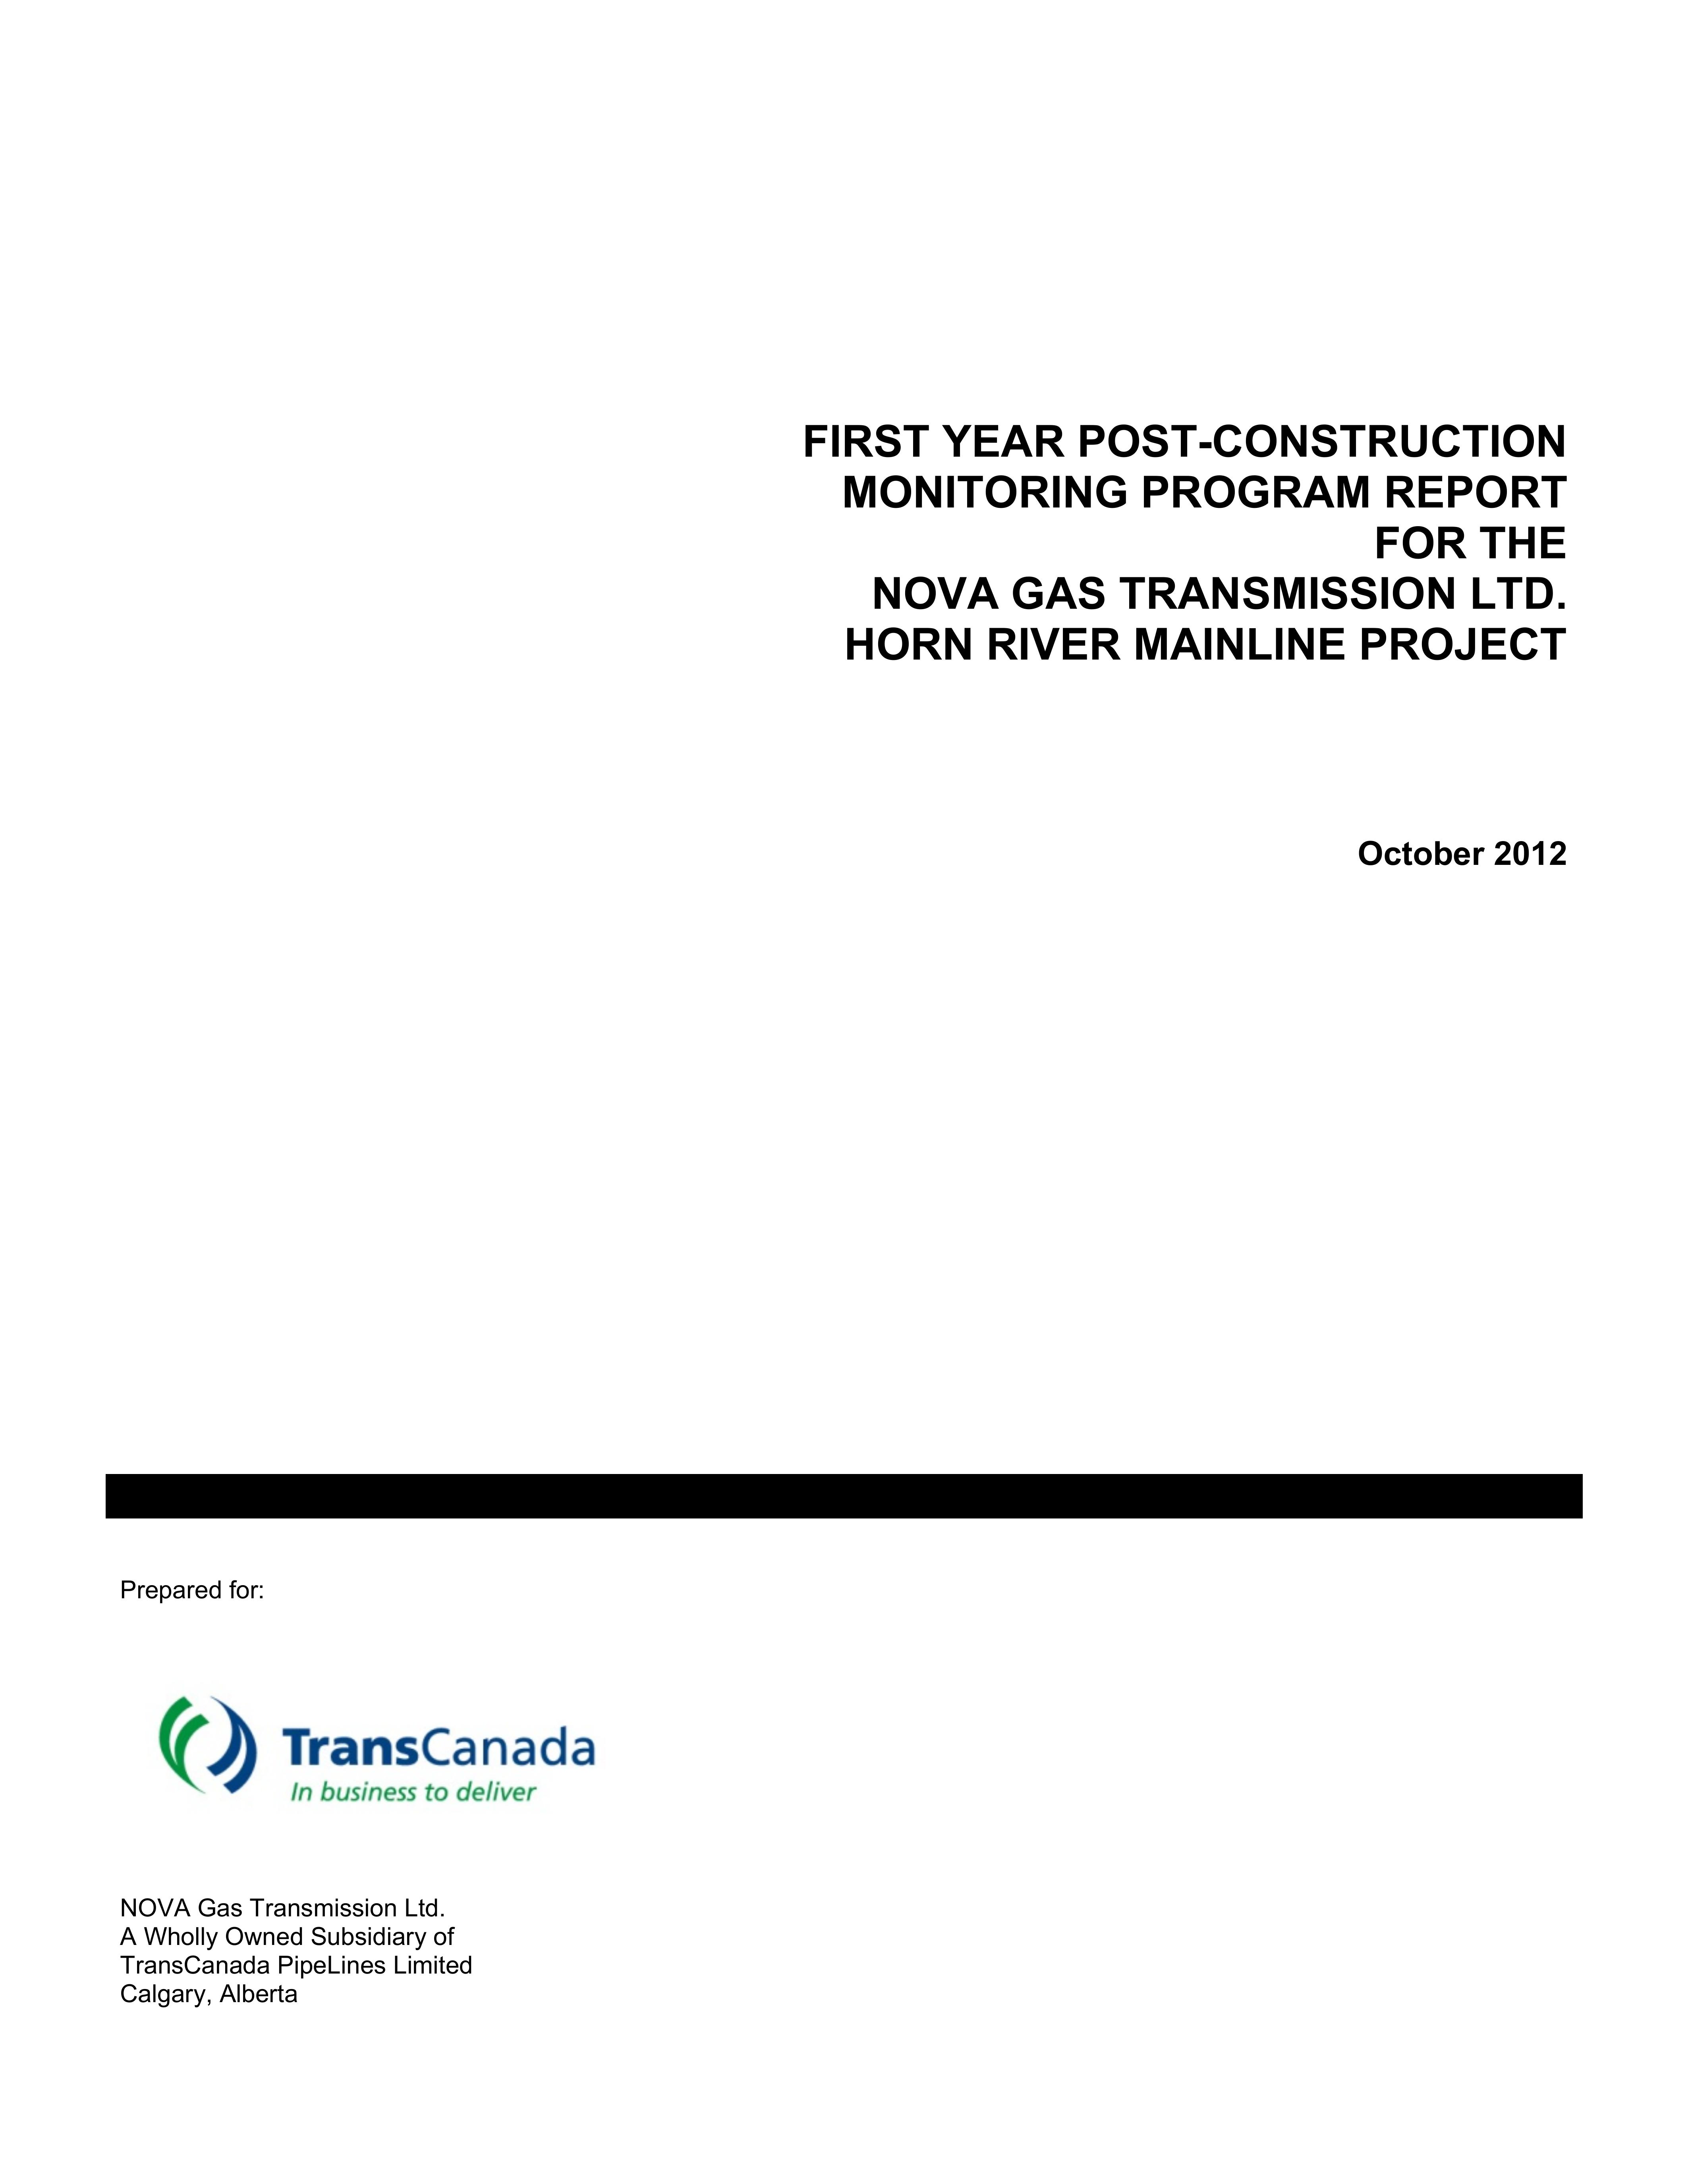 FIRST YEAR POST-CONSTRUCTION
MONITORING PROGRAM REPORT
FOR THE
NOVA GAS TRANSMISSION LTD.
HORN RIVER MAINLINE PROJECT
October 2012
Prepared for:
TransCanada
In business to deliver
NOVA Gas Transmission Ltd.
A Wholly Owned Subsidiary of
TransCanada PipeLines Limited
Calgary, Alberta